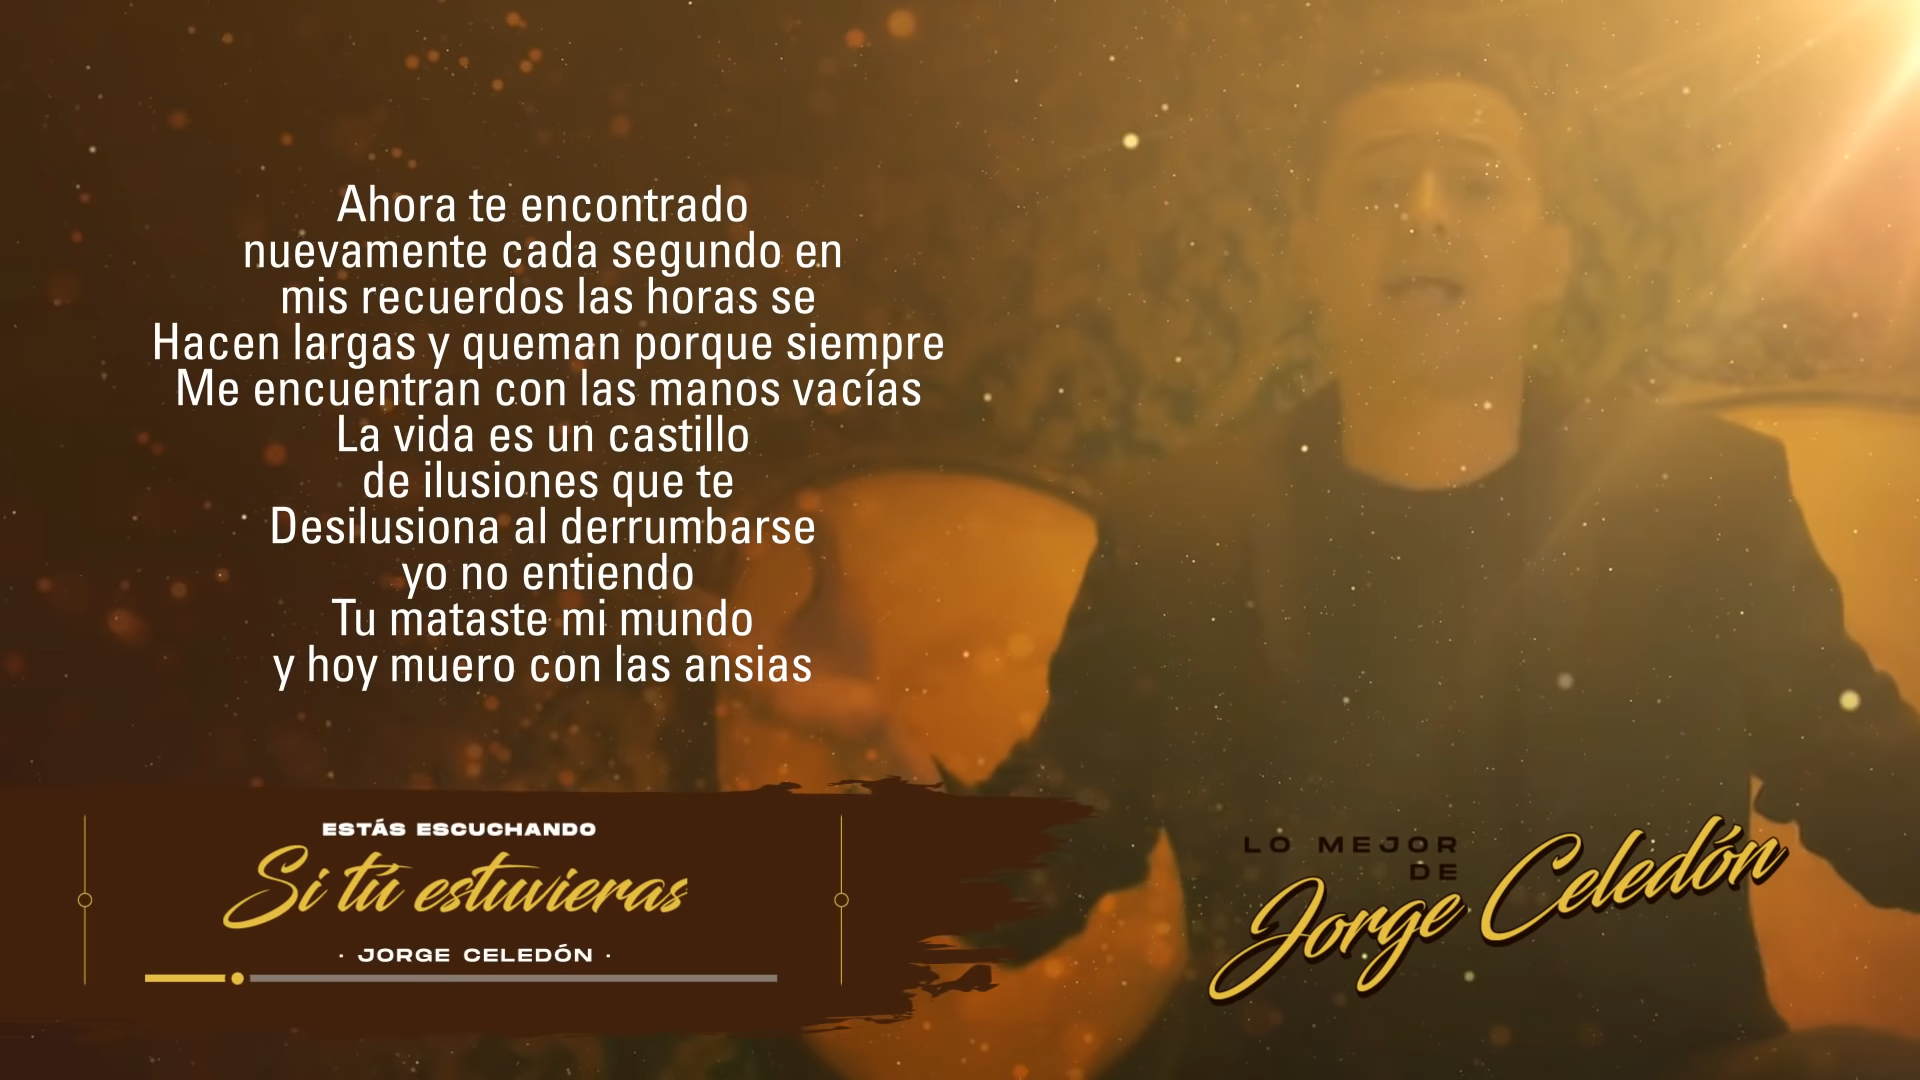 Ahora te encontrado
nuevamente cada segundo en
mis recuerdos las horas se
Hacen largas y queman porque siempre
Me encuentran con las manos vacías
La vida es un castillo
de ilusiones que te
Desilusiona al derrumbarse
yo no entiendo
Tu mataste mi mundo
y hoy muero con las ansias
ESTÁS ESCUCHANDO
Si tú estuvieras
· JORGE CELEDÓN ·
LO MEJOR
DE
Jorge Celedón